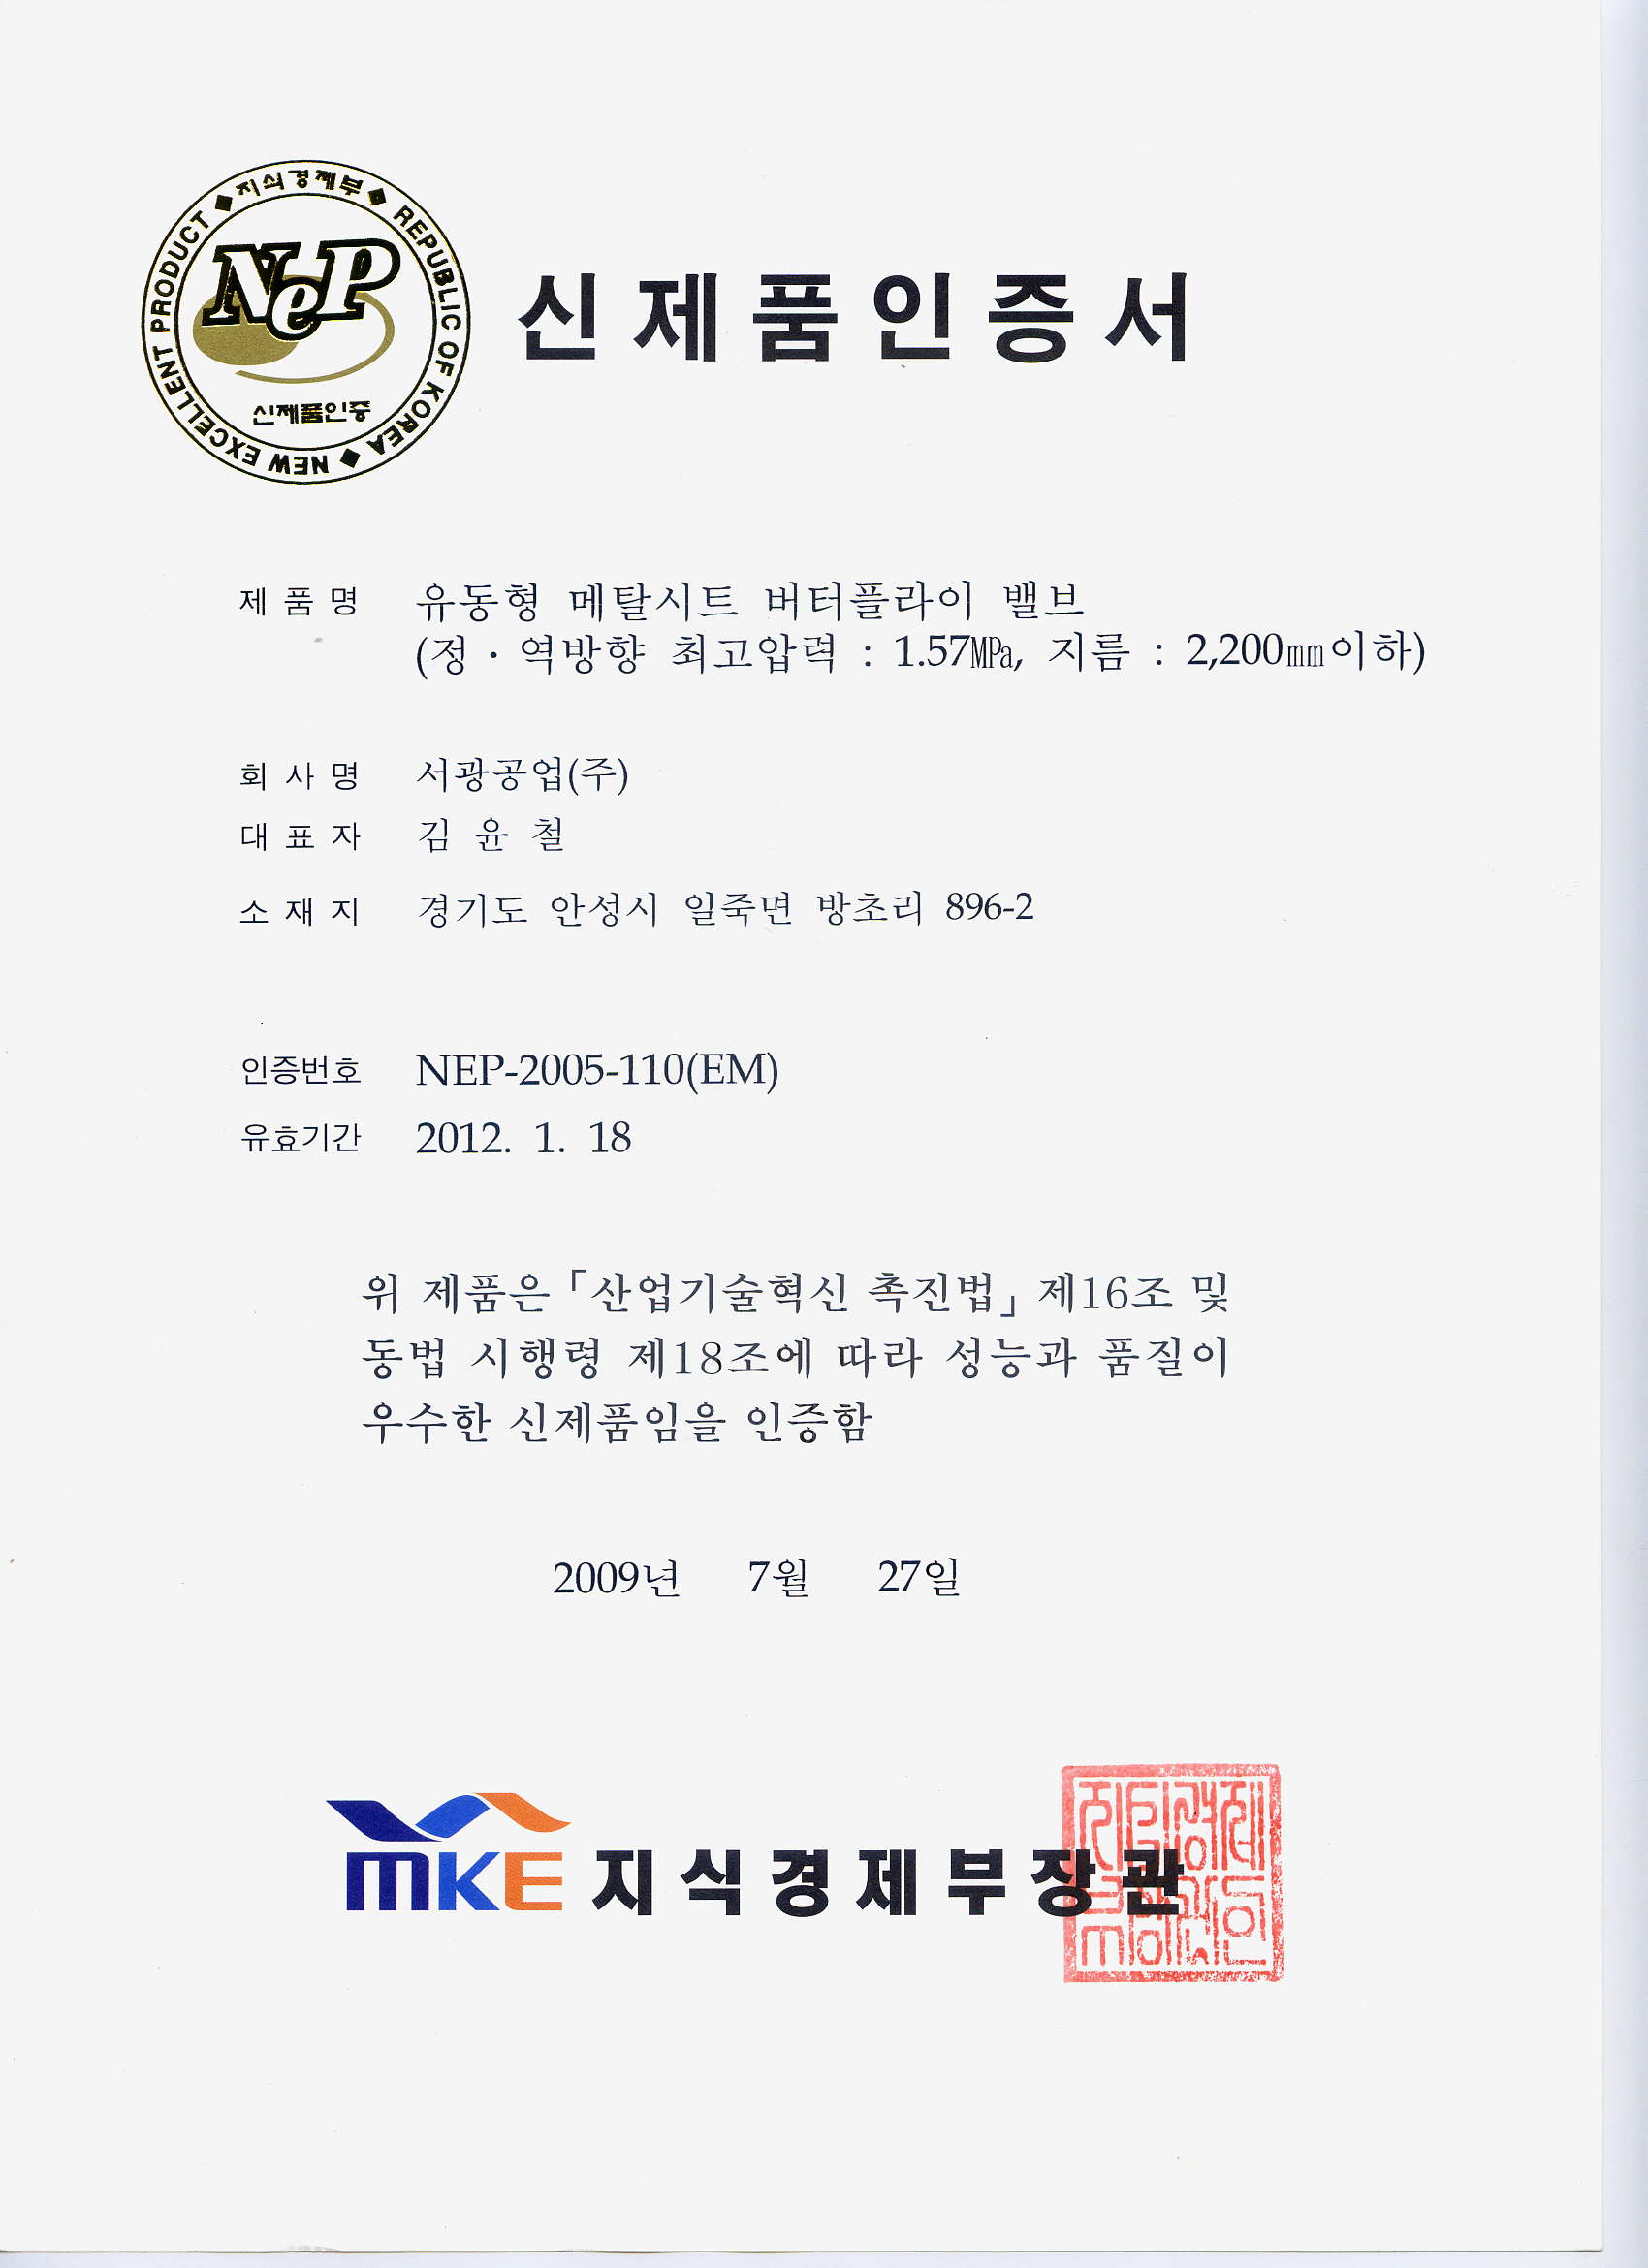 지식경제부
REPUBLIC OF KOREA
NEW EXCELLENT PRODUCT
NeP
신제품인증
신제품인증서
제 품 명 유동형 메탈시트 버터플라이 밸브
(정·역방향 최고압력 : 1.57㎫, 지름 : 2,200㎜이하)
회 사 명 서광공업(주)
대 표 자 김 윤 철
소 재 지 경기도 안성시 일죽면 방초리 896-2
인증번호 NEP-2005-110(EM)
유효기간 2012. 1. 18
위 제품은 「산업기술혁신 촉진법」 제16조 및
동법 시행령 제18조에 따라 성능과 품질이
우수한 신제품임을 인증함
2009년 7월 27일
MKE 지식경제부장관